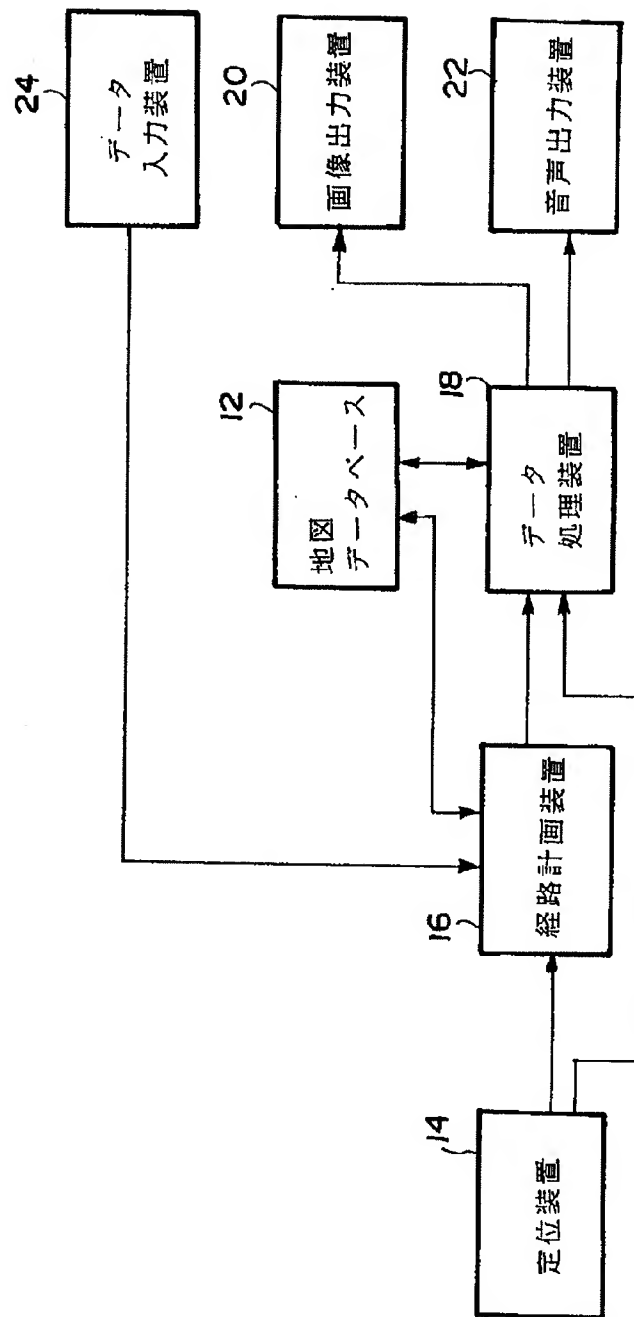 24
データ
入力装置
20
画像出力装置
22
音声出力装置
12
地図
データベース
18
データ
処理装置
16
経路計画装置
14
定位装置